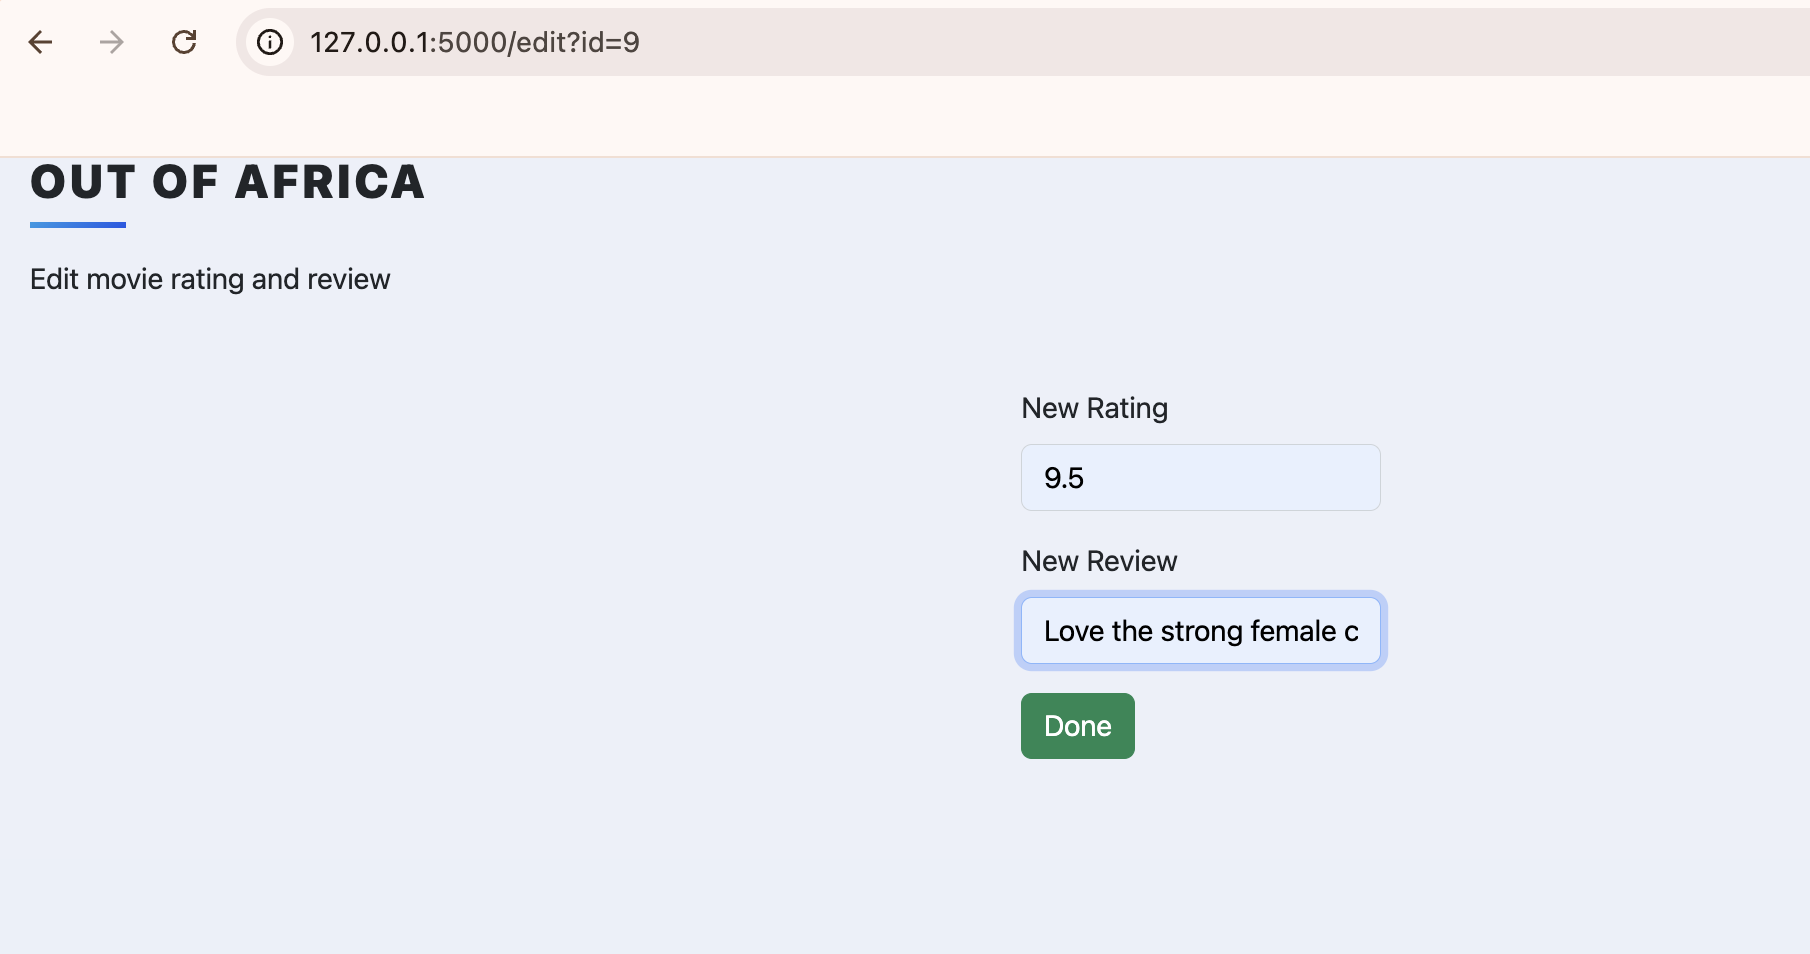 127.0.0.1:5000/edit?id=9
OUT OF AFRICA
Edit movie rating and review
New Rating
9.5
New Review
Love the strong female c
Done